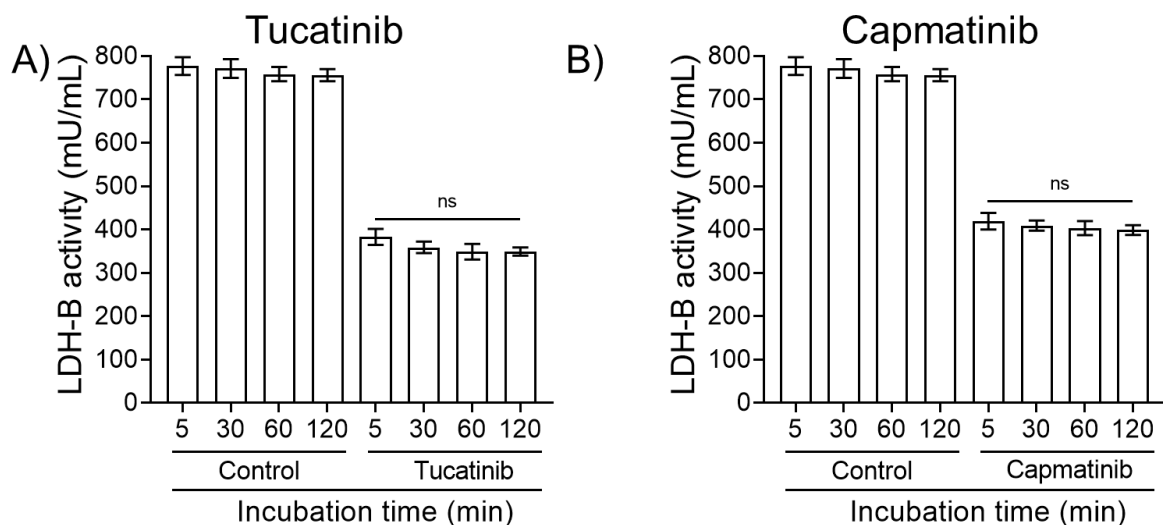 Tucatinib
A)
LDH-B activity (mU/mL)
800
700
600
500
400
300
200
100
0
ns
5 30 60 120 5 30 60 120
Control Tucatinib
Incubation time (min)
Capmatinib
B)
LDH-B activity (mU/mL)
800
700
600
500
400
300
200
100
0
ns
5 30 60 120 5 30 60 120
Control Capmatinib
Incubation time (min)